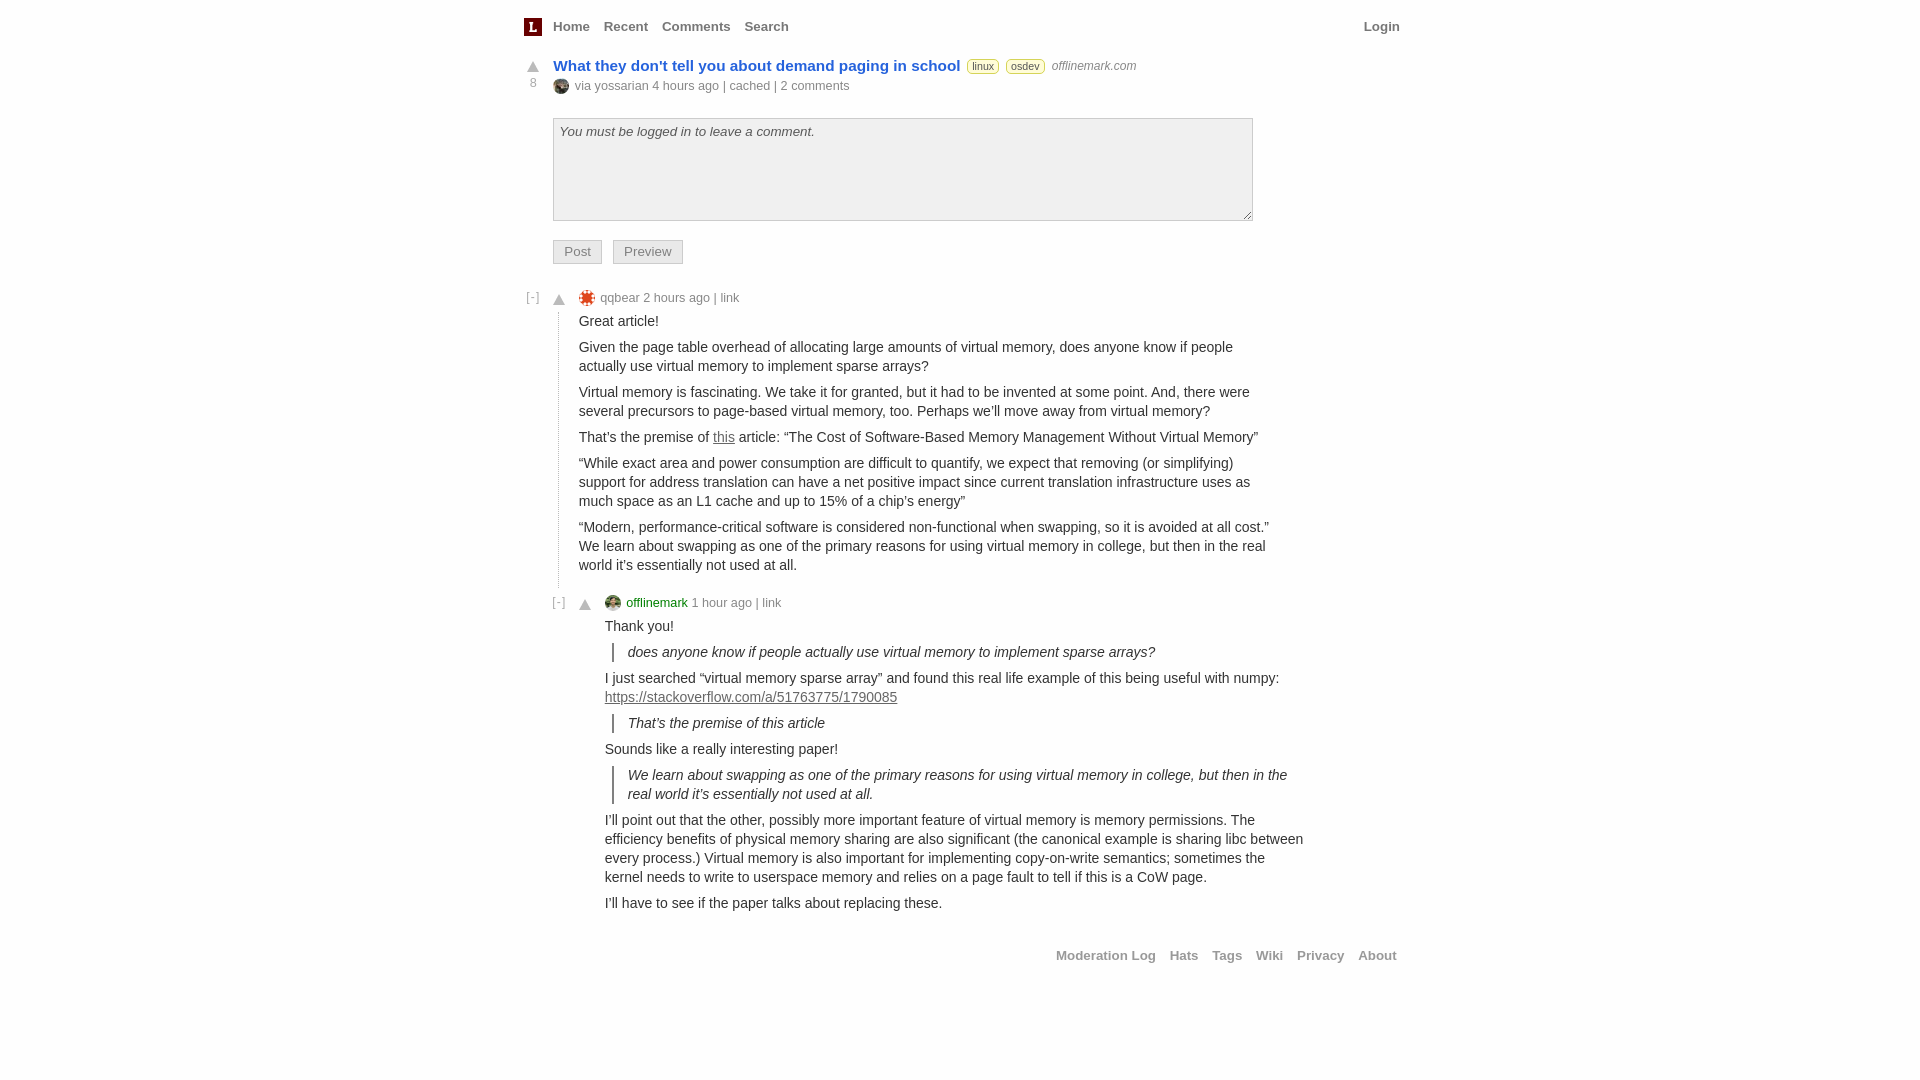 L Home Recent Comments Search Login
What they don't tell you about demand paging in school linux osdev offlinemark.com
8 via yossarian 4 hours ago | cached | 2 comments
You must be logged in to leave a comment.
Post Preview
[-] qqbear 2 hours ago | link
Great article!
Given the page table overhead of allocating large amounts of virtual memory, does anyone know if people
actually use virtual memory to implement sparse arrays?
Virtual memory is fascinating. We take it for granted, but it had to be invented at some point. And, there were
several precursors to page-based virtual memory, too. Perhaps we’ll move away from virtual memory?
That’s the premise of this article: “The Cost of Software-Based Memory Management Without Virtual Memory”
“While exact area and power consumption are difficult to quantify, we expect that removing (or simplifying)
support for address translation can have a net positive impact since current translation infrastructure uses as
much space as an L1 cache and up to 15% of a chip’s energy”
“Modern, performance-critical software is considered non-functional when swapping, so it is avoided at all cost.”
We learn about swapping as one of the primary reasons for using virtual memory in college, but then in the real
world it’s essentially not used at all.
[-] offlinemark 1 hour ago | link
Thank you!
does anyone know if people actually use virtual memory to implement sparse arrays?
I just searched “virtual memory sparse array” and found this real life example of this being useful with numpy:
https://stackoverflow.com/a/51763775/1790085
That’s the premise of this article
Sounds like a really interesting paper!
We learn about swapping as one of the primary reasons for using virtual memory in college, but then in the
real world it’s essentially not used at all.
I’ll point out that the other, possibly more important feature of virtual memory is memory permissions. The
efficiency benefits of physical memory sharing are also significant (the canonical example is sharing libc between
every process.) Virtual memory is also important for implementing copy-on-write semantics; sometimes the
kernel needs to write to userspace memory and relies on a page fault to tell if this is a CoW page.
I’ll have to see if the paper talks about replacing these.
Moderation Log Hats Tags Wiki Privacy About